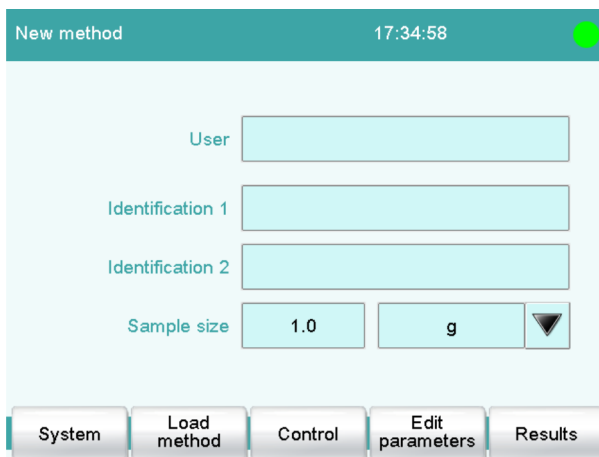 New method 17:34:58
User
Identification 1
Identification 2
Sample size 1.0 g
System Load method Control Edit parameters Results